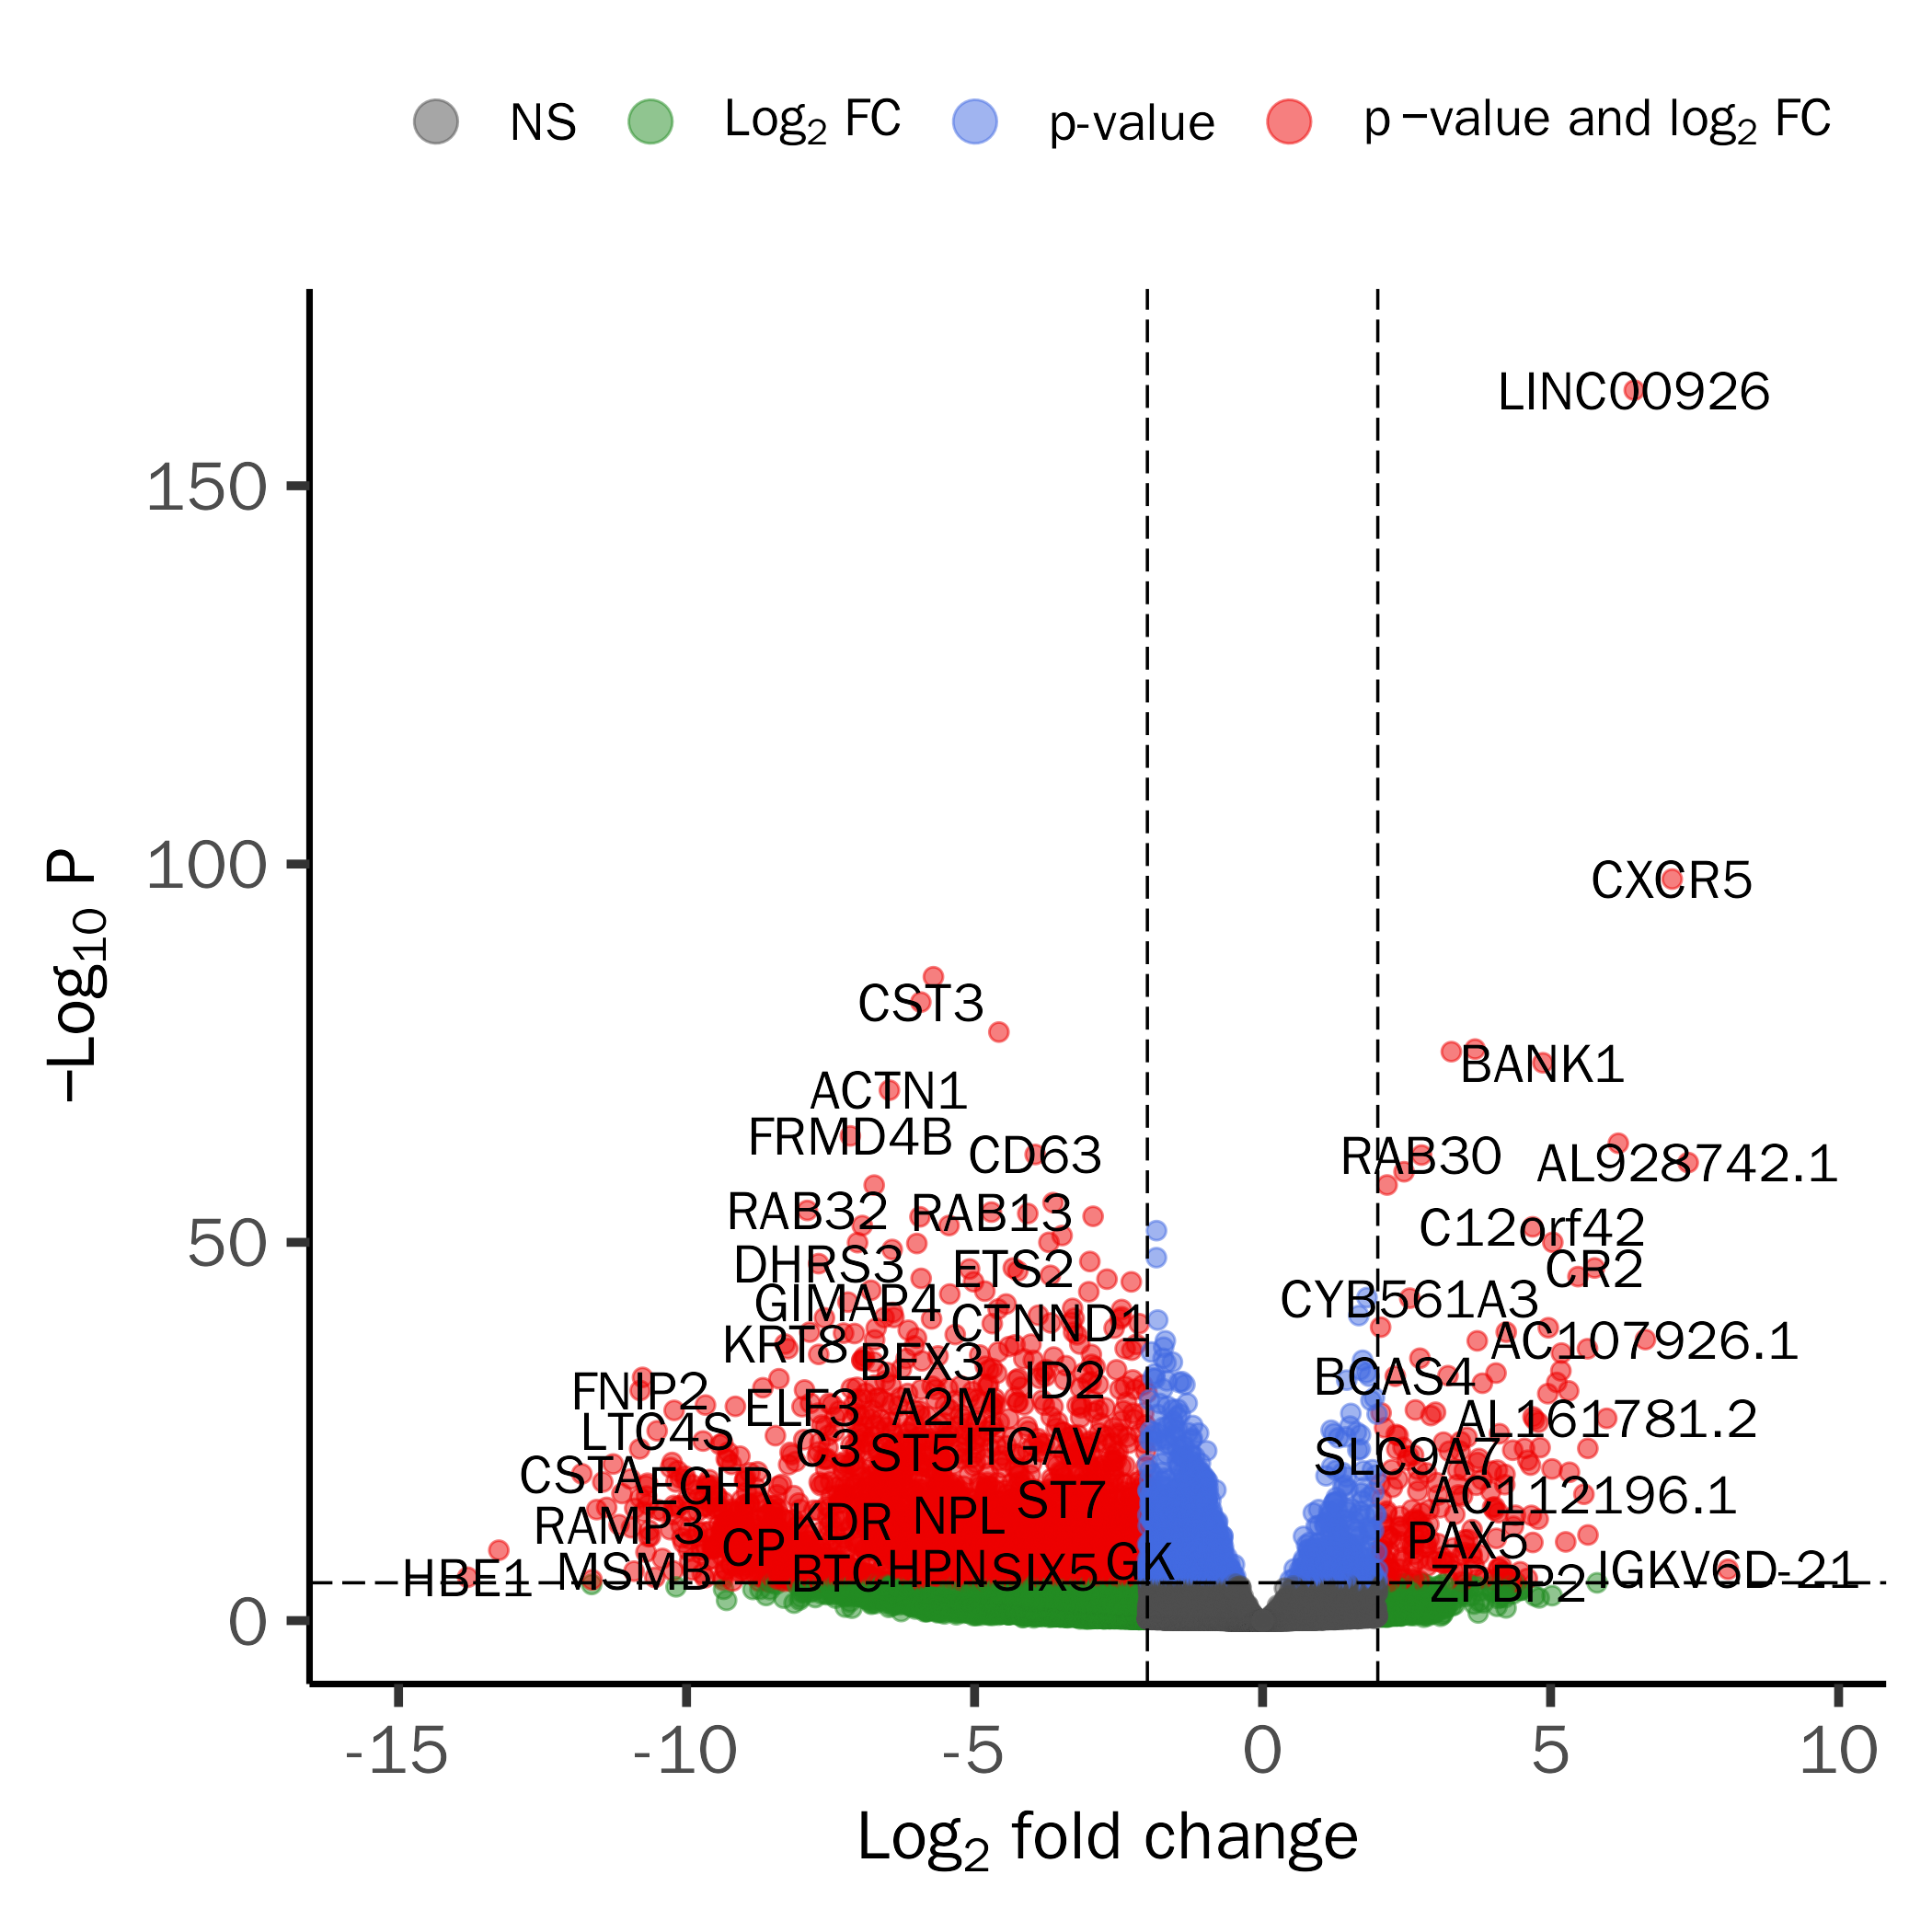 NS Log2 FC p-value p −value and log2 FC
LINC00926
150
CXCR5
100
−Log10 P
CST3
BANK1
ACTN1
FRMD4B
CD63
RAB30
AL928742.1
RAB32
RAB13
C12orf42
50
DHRS3
ETS2
CR2
GIMAP4
CYB561A3
CTNND1
KRT8
AC107926.1
BEX3
ID2
BCAS4
FNIP2
ELF3
A2M
AL161781.2
LTC4S
C3
ST5
ITGAV
SLC9A7
CSTA
EGFR
ST7
AC112196.1
RAMP3
KDR
NPL
CP
PAX5
HBE1
MSMB
BTC
HPN
SIX5
GK
ZPBP2
IGKV6D-21
0
-15 -10 -5 0 5 10
Log2 fold change